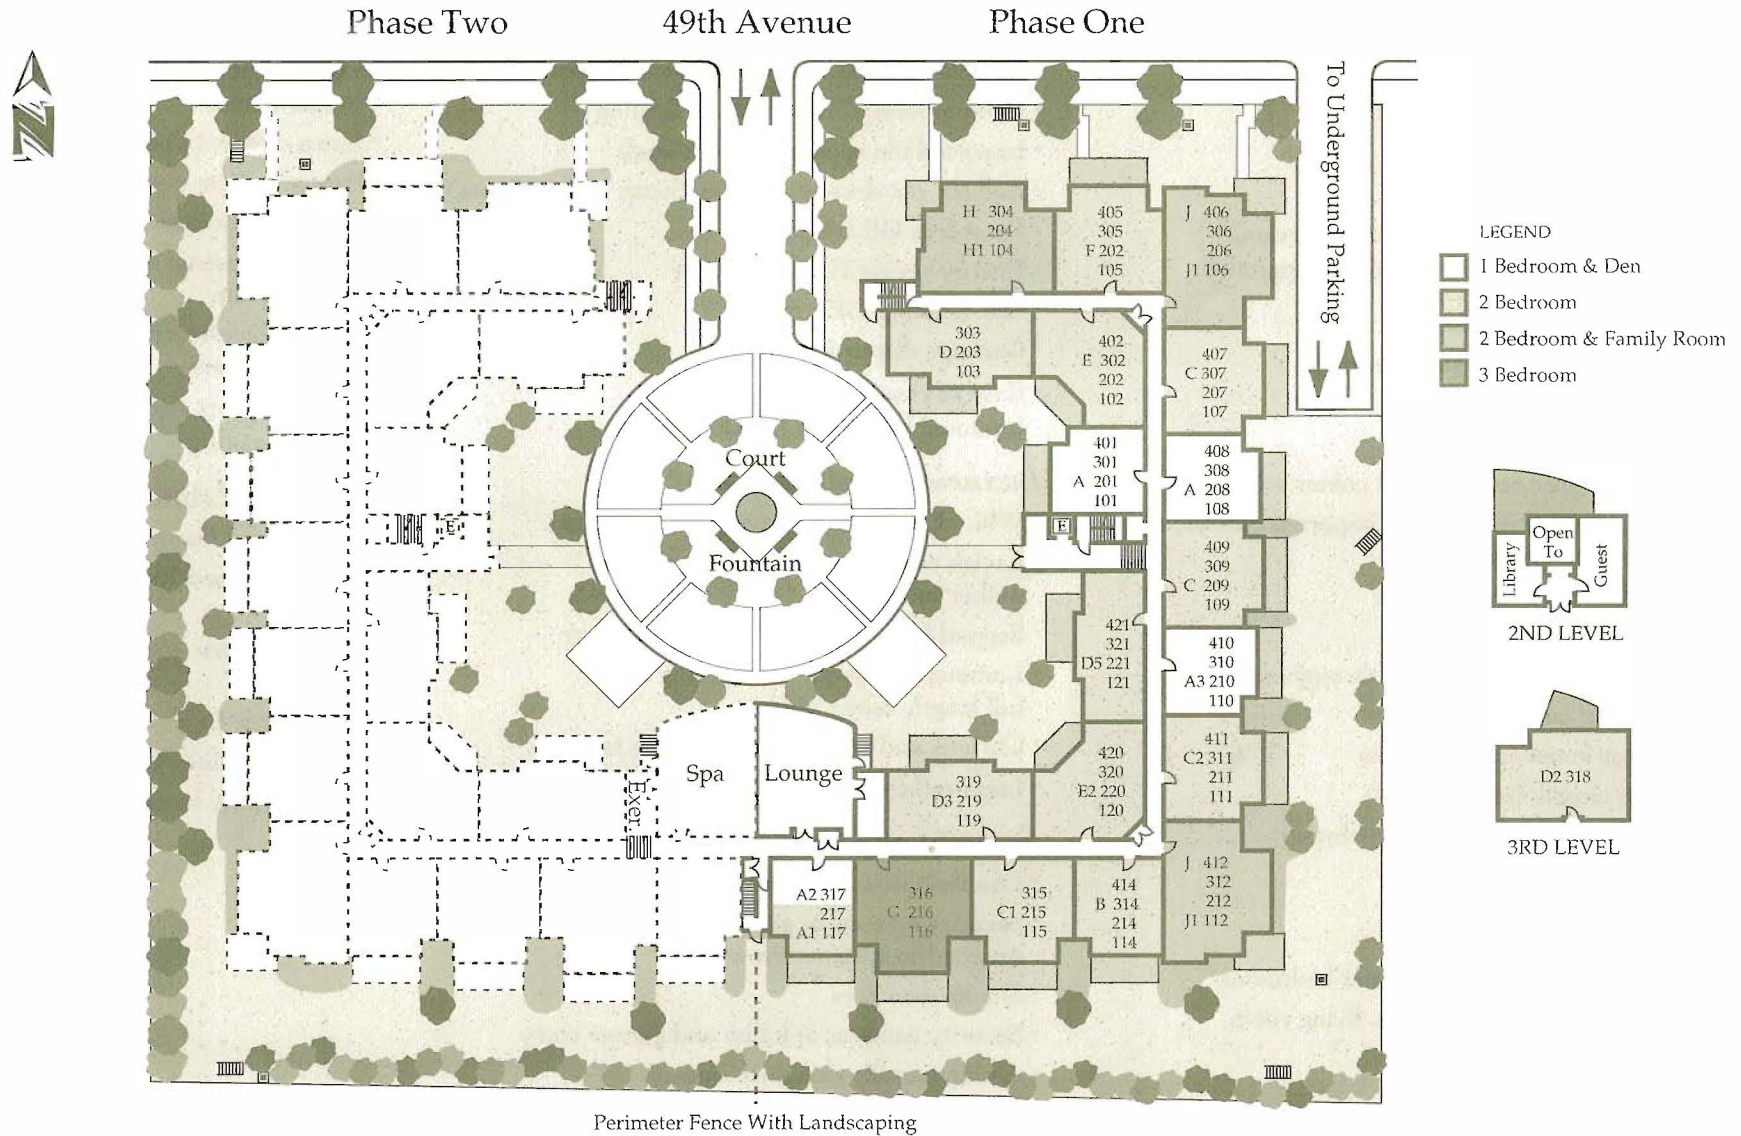 Phase Two
49th Avenue
Phase One
N
To Underground Parking
H 304
204
H1 104
405
305
F 202
105
J 406
306
206
J1 106
303
D 203
103
402
E 302
202
102
407
C 307
207
107
401
301
A 201
101
408
308
A 208
108
E
E
409
309
C 209
109
421
321
D5 221
121
410
310
A3 210
110
411
C2 311
211
111
420
320
E2 220
120
319
D3 219
119
J 412
312
212
J1 112
A2 317
217
A1 117
316
G 216
116
315
C1 215
115
414
B 314
214
114
Court
Fountain
Spa
Lounge
Exer
LEGEND
1 Bedroom & Den
2 Bedroom
2 Bedroom & Family Room
3 Bedroom
Library
Open
To
Guest
2ND LEVEL
D2 318
3RD LEVEL
Perimeter Fence With Landscaping